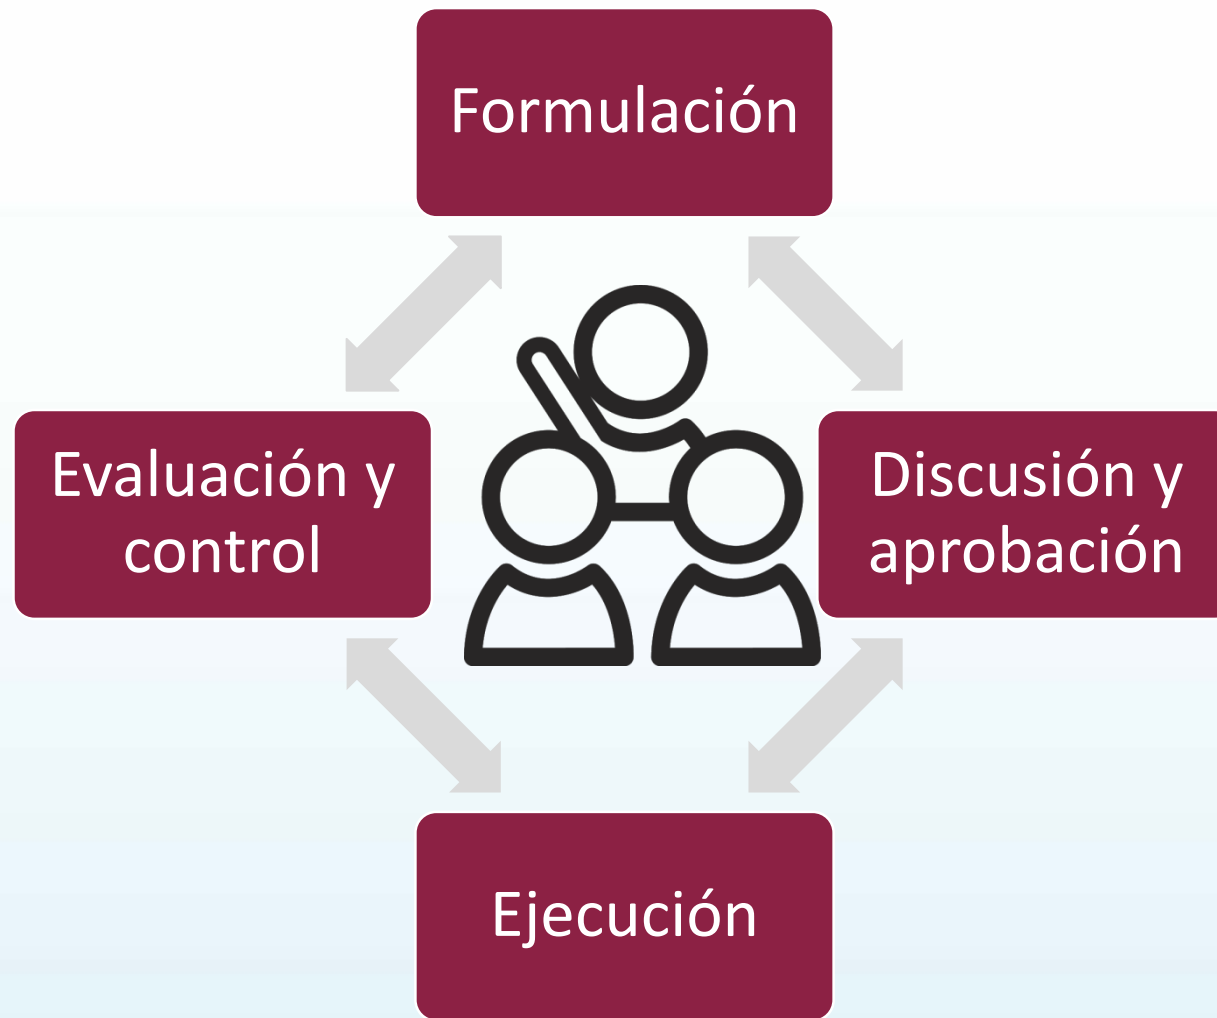 Formulación
Evaluación y
control
Discusión y
aprobación
Ejecución